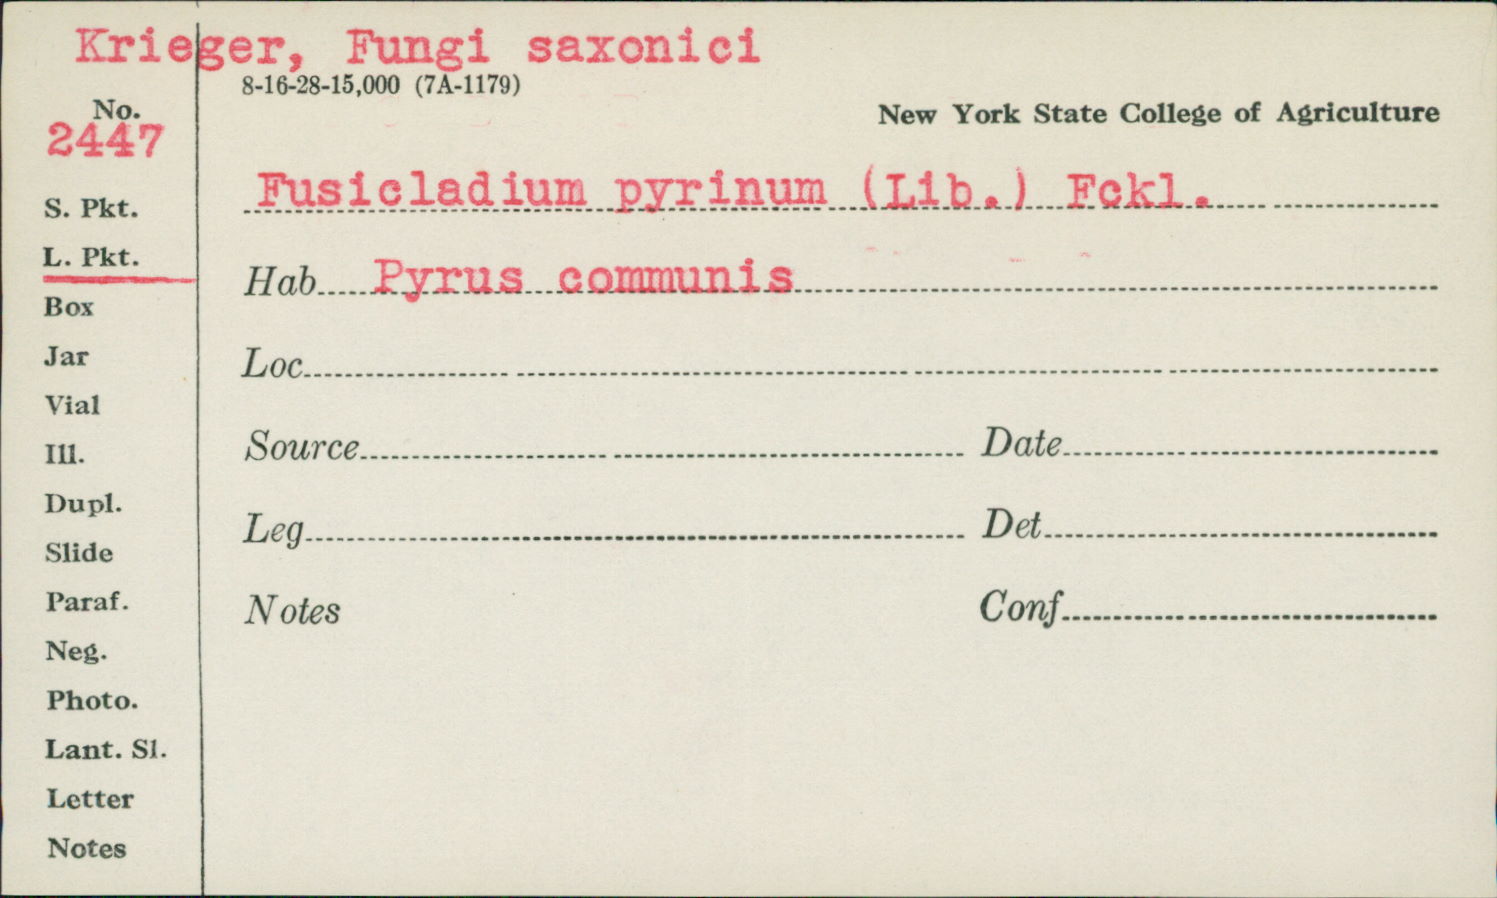 Krieger, Fungi saxonici
8-16-28-15,000 (7A-1179)
No.
2447
New York State College of Agriculture
Fusicladium pyrinum (Lib.) Fckl.
S. Pkt.
L. Pkt.
Hab Pyrus communis
Box
Jar
Loc
Vial
Ill.
Source Date
Dupl.
Leg Det
Slide
Paraf.
Notes Conf
Neg.
Photo.
Lant. Sl.
Letter
Notes